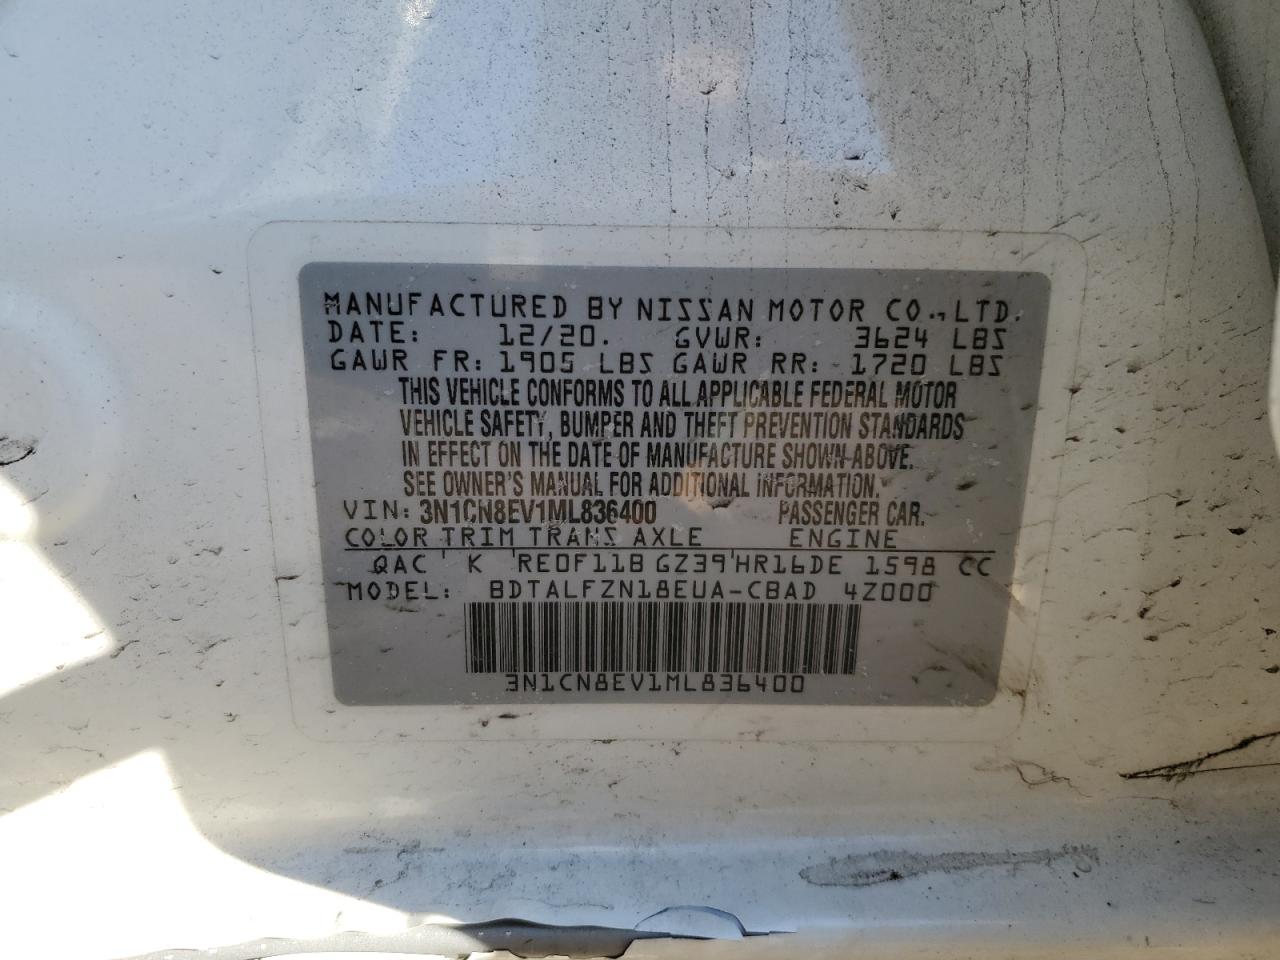 MANUFACTURED BY NISSAN MOTOR CO., LTD.
DATE: 12/20. GVWR: 3624 LBS
GAWR FR: 1905 LBS GAWR RR: 1720 LBS
THIS VEHICLE CONFORMS TO ALL APPLICABLE FEDERAL MOTOR
VEHICLE SAFETY, BUMPER AND THEFT PREVENTION STANDARDS
IN EFFECT ON THE DATE OF MANUFACTURE SHOWN ABOVE.
SEE OWNER'S MANUAL FOR ADDITIONAL INFORMATION.
VIN: 3N1CN8EV1ML836400 PASSENGER CAR.
COLOR TRIM TRANS AXLE ENGINE
QAC K RE0F11B GZ39 HR16DE 1598 CC
MODEL: BDTALFZN18EUA-CBAD 4Z000
3N1CN8EV1ML836400